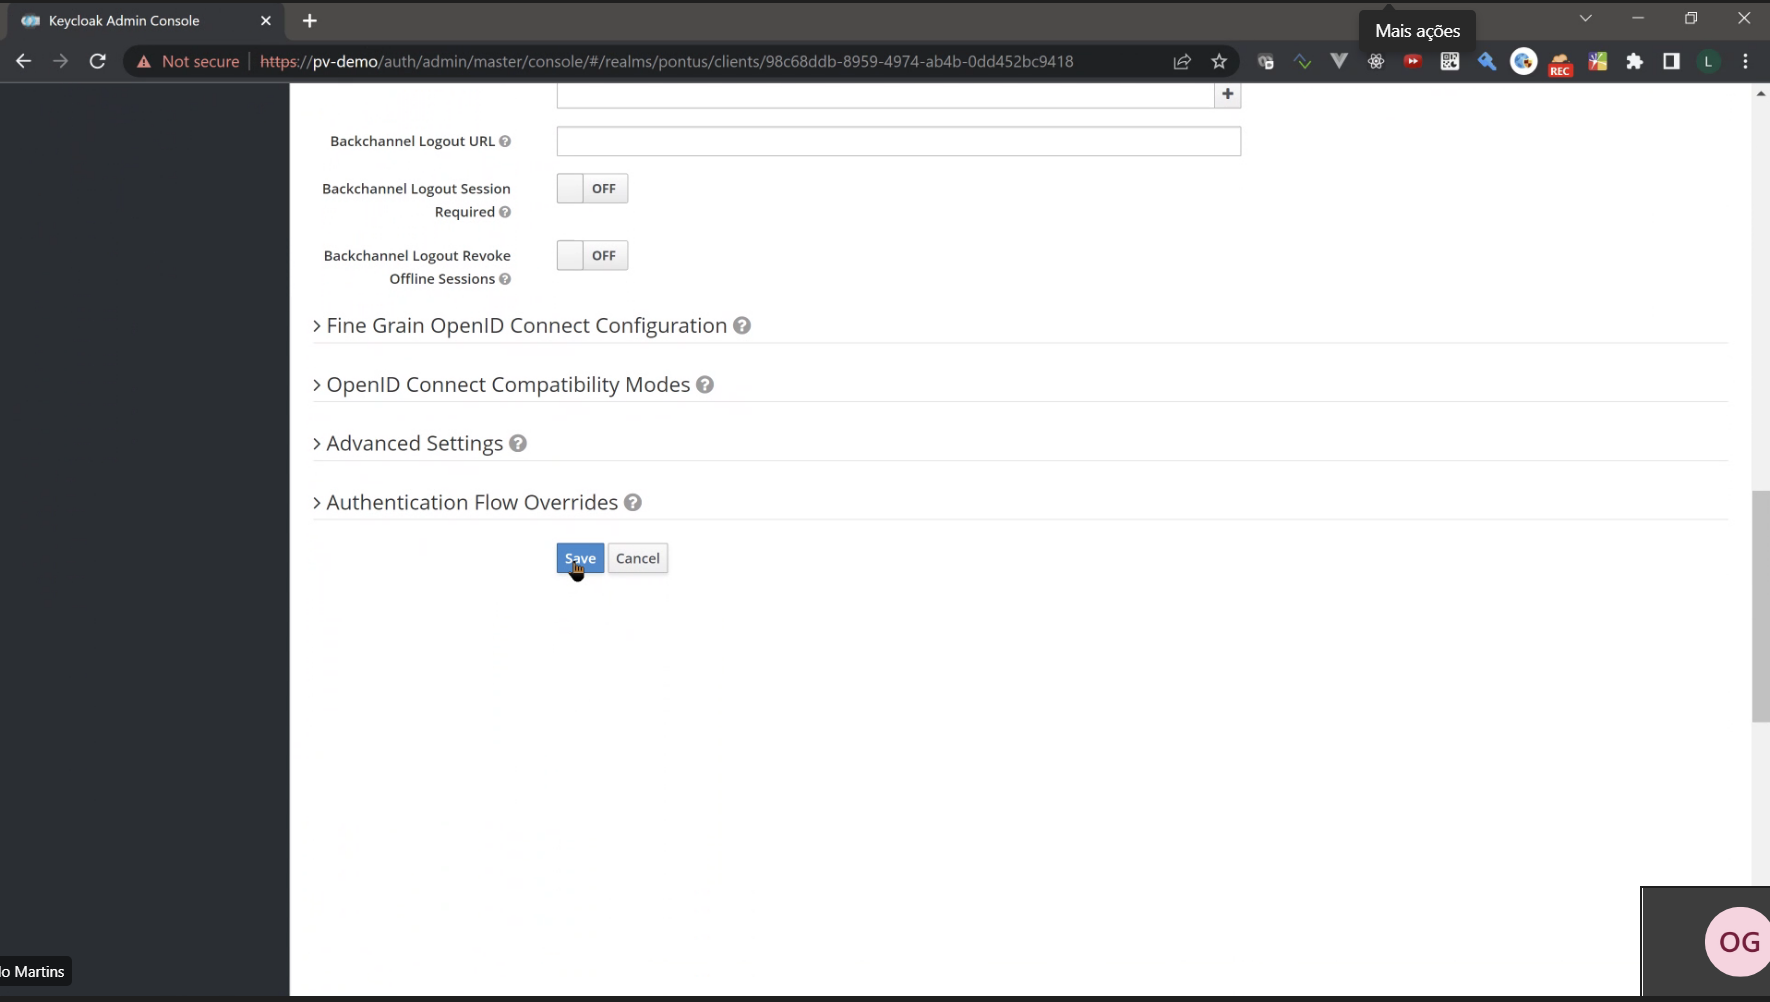 Keycloak Admin Console
Mais ações
Not secure
https://pv-demo/auth/admin/master/console/#/realms/pontus/clients/98c68ddb-8959-4974-ab4b-0dd452bc9418
REC
L
Backchannel Logout URL
Backchannel Logout Session
Required
OFF
Backchannel Logout Revoke
Offline Sessions
OFF
Fine Grain OpenID Connect Configuration
OpenID Connect Compatibility Modes
Advanced Settings
Authentication Flow Overrides
Save Cancel
OG
lo Martins